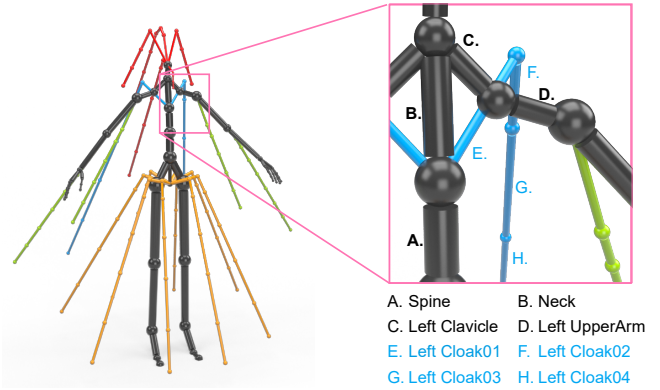 C.
F.
D.
B.
E.
G.
A.
H.
A. Spine B. Neck
C. Left Clavicle D. Left UpperArm
E. Left Cloak01 F. Left Cloak02
G. Left Cloak03 H. Left Cloak04